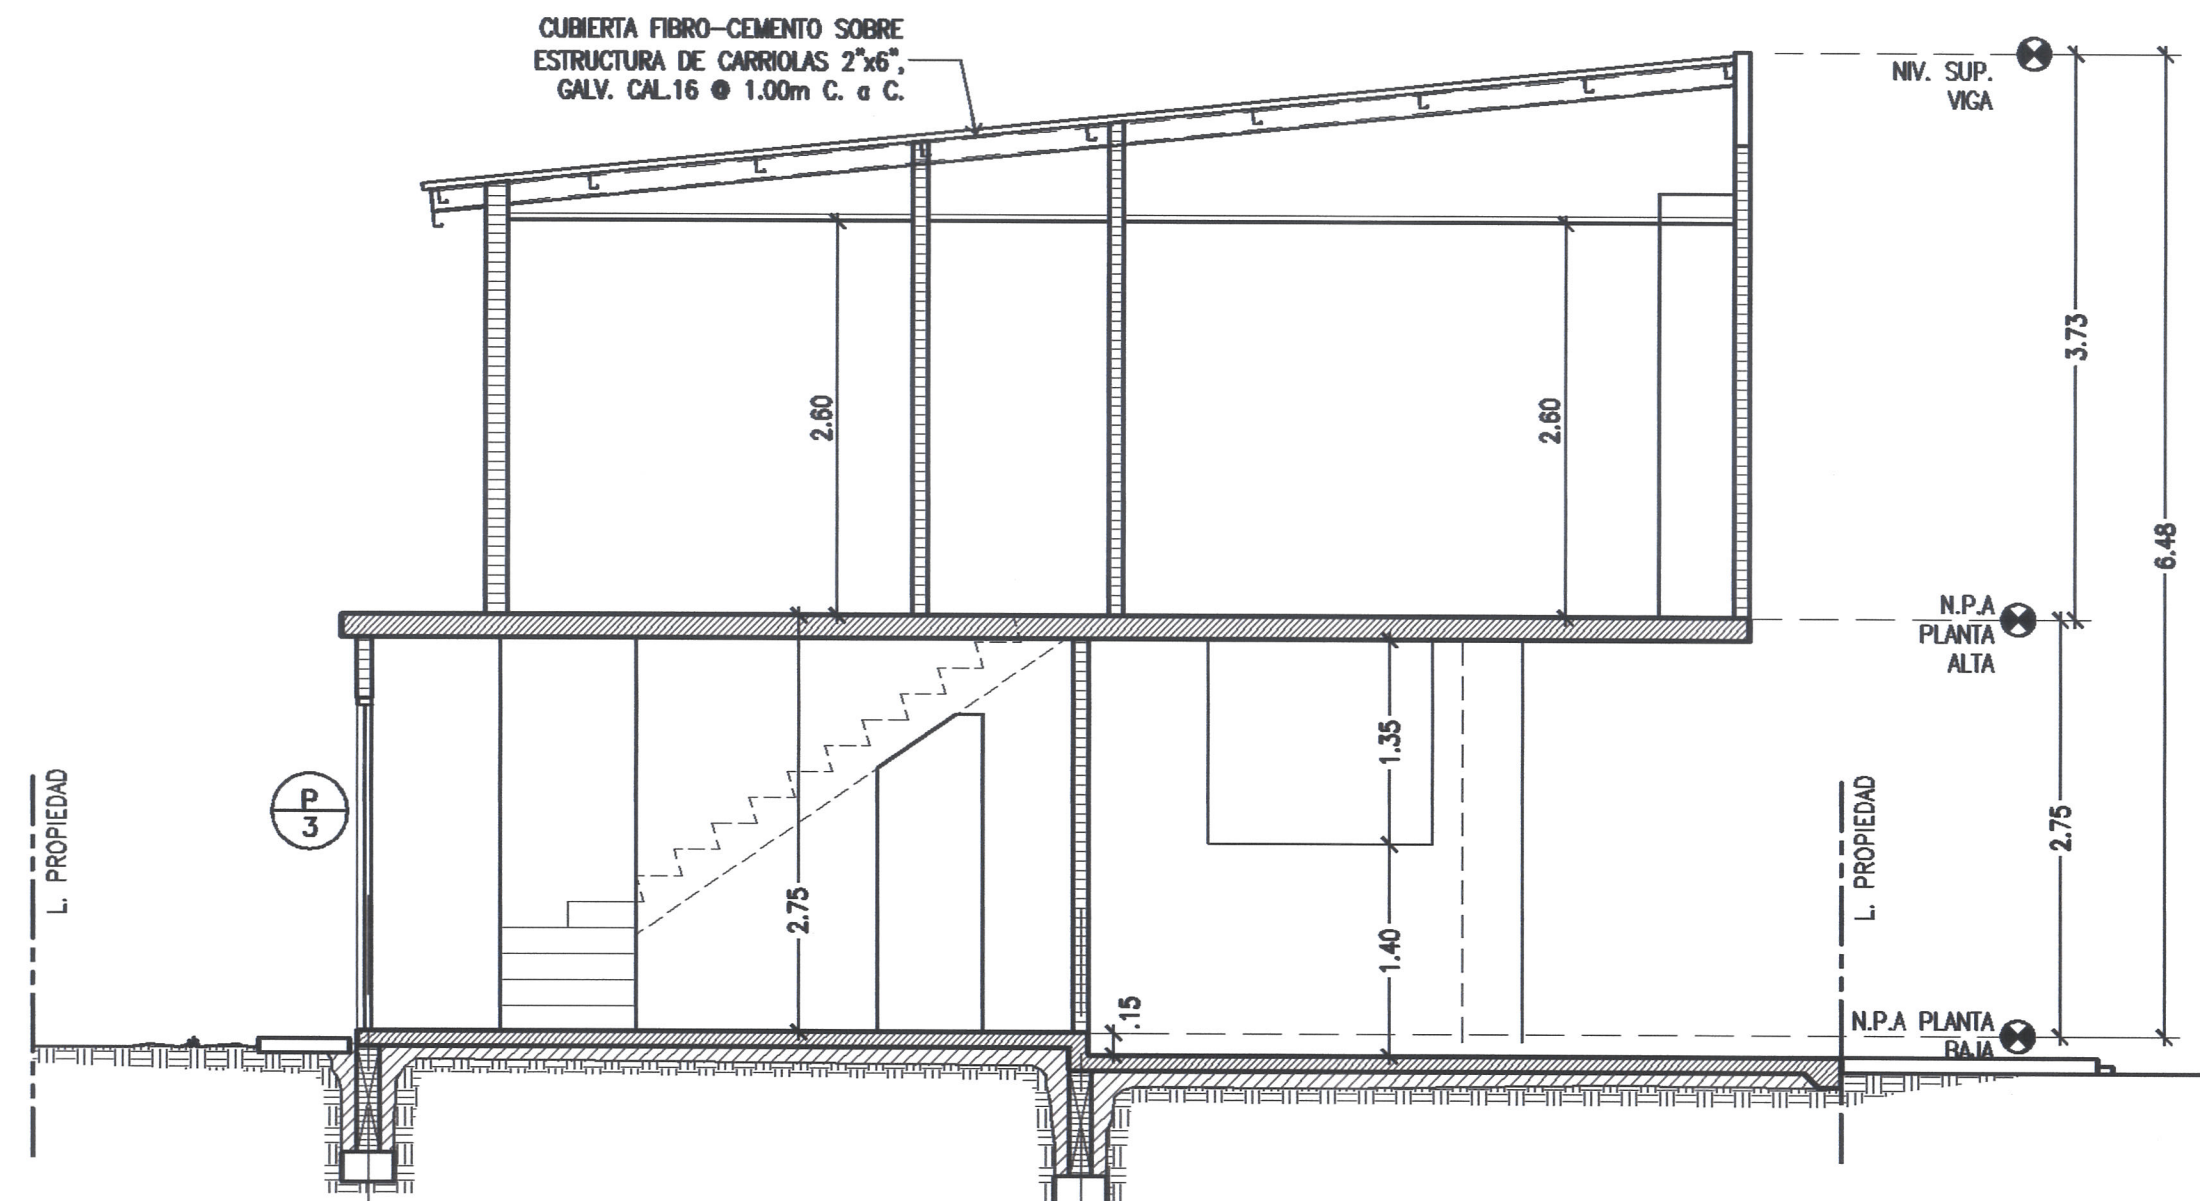 CUBIERTA FIBRO-CEMENTO SOBRE
ESTRUCTURA DE CARRIOLAS 2"x6",
GALV. CAL.16 @ 1.00m C. a C.
NIV. SUP.
VIGA
3.73
6.48
2.60
2.60
N.P.A
PLANTA
ALTA
1.35
2.75
L. PROPIEDAD
P
3
L. PROPIEDAD
2.75
1.40
.15
N.P.A PLANTA
BAJA